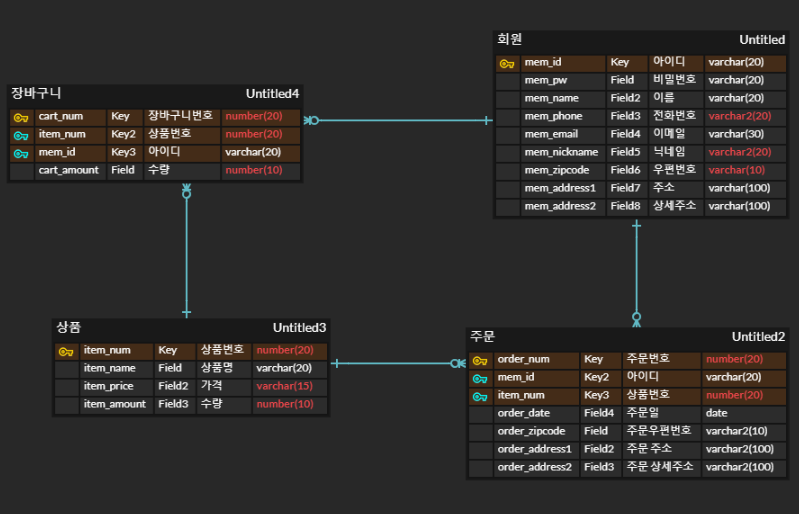 회원 Untitled
mem_id Key 아이디 varchar(20)
mem_pw Field 비밀번호 varchar(20)
mem_name Field2 이름 varchar(20)
mem_phone Field3 전화번호 varchar2(20)
mem_email Field4 이메일 varchar(30)
mem_nickname Field5 닉네임 varchar2(20)
mem_zipcode Field6 우편번호 varchar(10)
mem_address1 Field7 주소 varchar(100)
mem_address2 Field8 상세주소 varchar(100)
장바구니 Untitled4
cart_num Key 장바구니번호 number(20)
item_num Key2 상품번호 number(20)
mem_id Key3 아이디 varchar(20)
cart_amount Field 수량 number(10)
상품 Untitled3
item_num Key 상품번호 number(20)
item_name Field 상품명 varchar(20)
item_price Field2 가격 varchar(15)
item_amount Field3 수량 number(10)
주문 Untitled2
order_num Key 주문번호 number(20)
mem_id Key2 아이디 varchar(20)
item_num Key3 상품번호 number(20)
order_date Field4 주문일 date
order_zipcode Field 주문우편번호 varchar2(10)
order_address1 Field2 주문 주소 varchar2(100)
order_address2 Field3 주문 상세주소 varchar2(100)